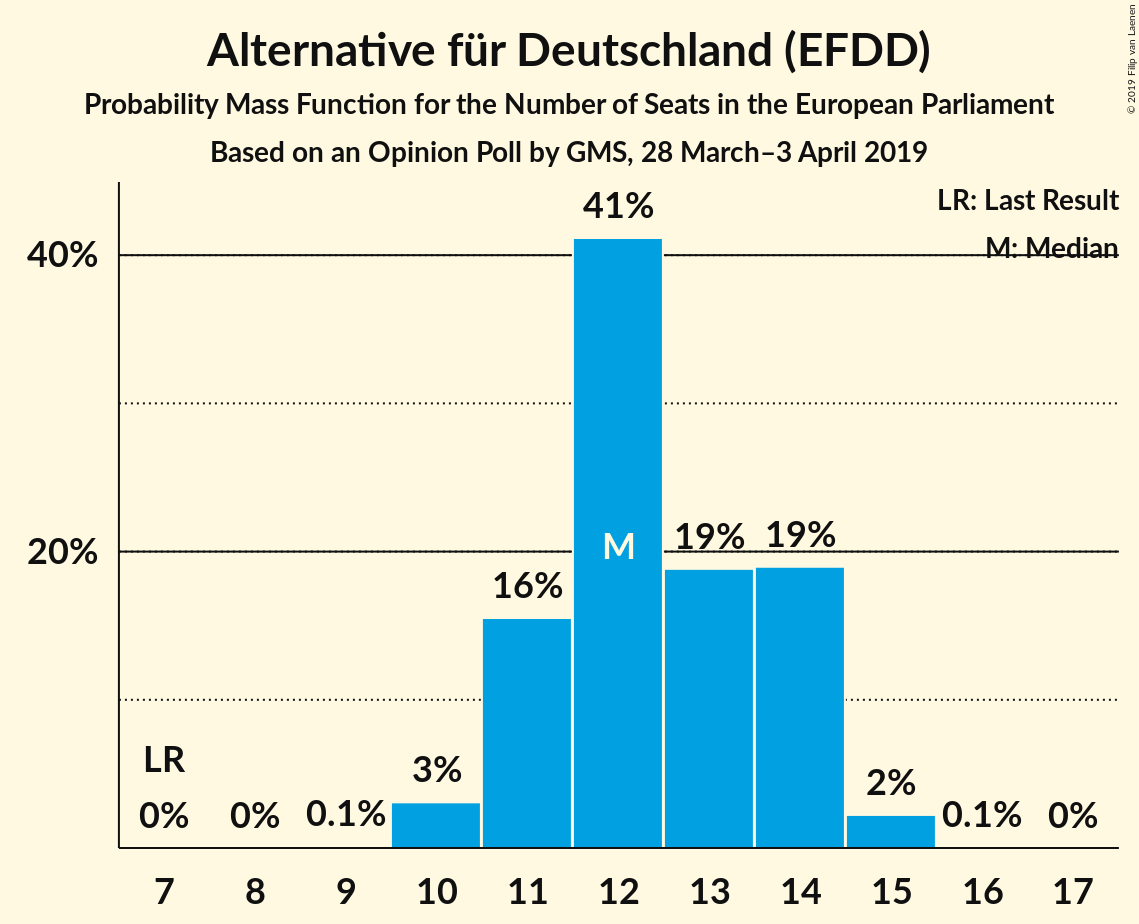 Alternative für Deutschland (EFDD)
Probability Mass Function for the Number of Seats in the European Parliament
Based on an Opinion Poll by GMS, 28 March–3 April 2019
© 2019 Filip van Laenen
LR: Last Result
M: Median
41%
40%
20%
M
19%
19%
16%
LR
3%
2%
0%
0%
0.1%
0.1%
0%
7 8 9 10 11 12 13 14 15 16 17